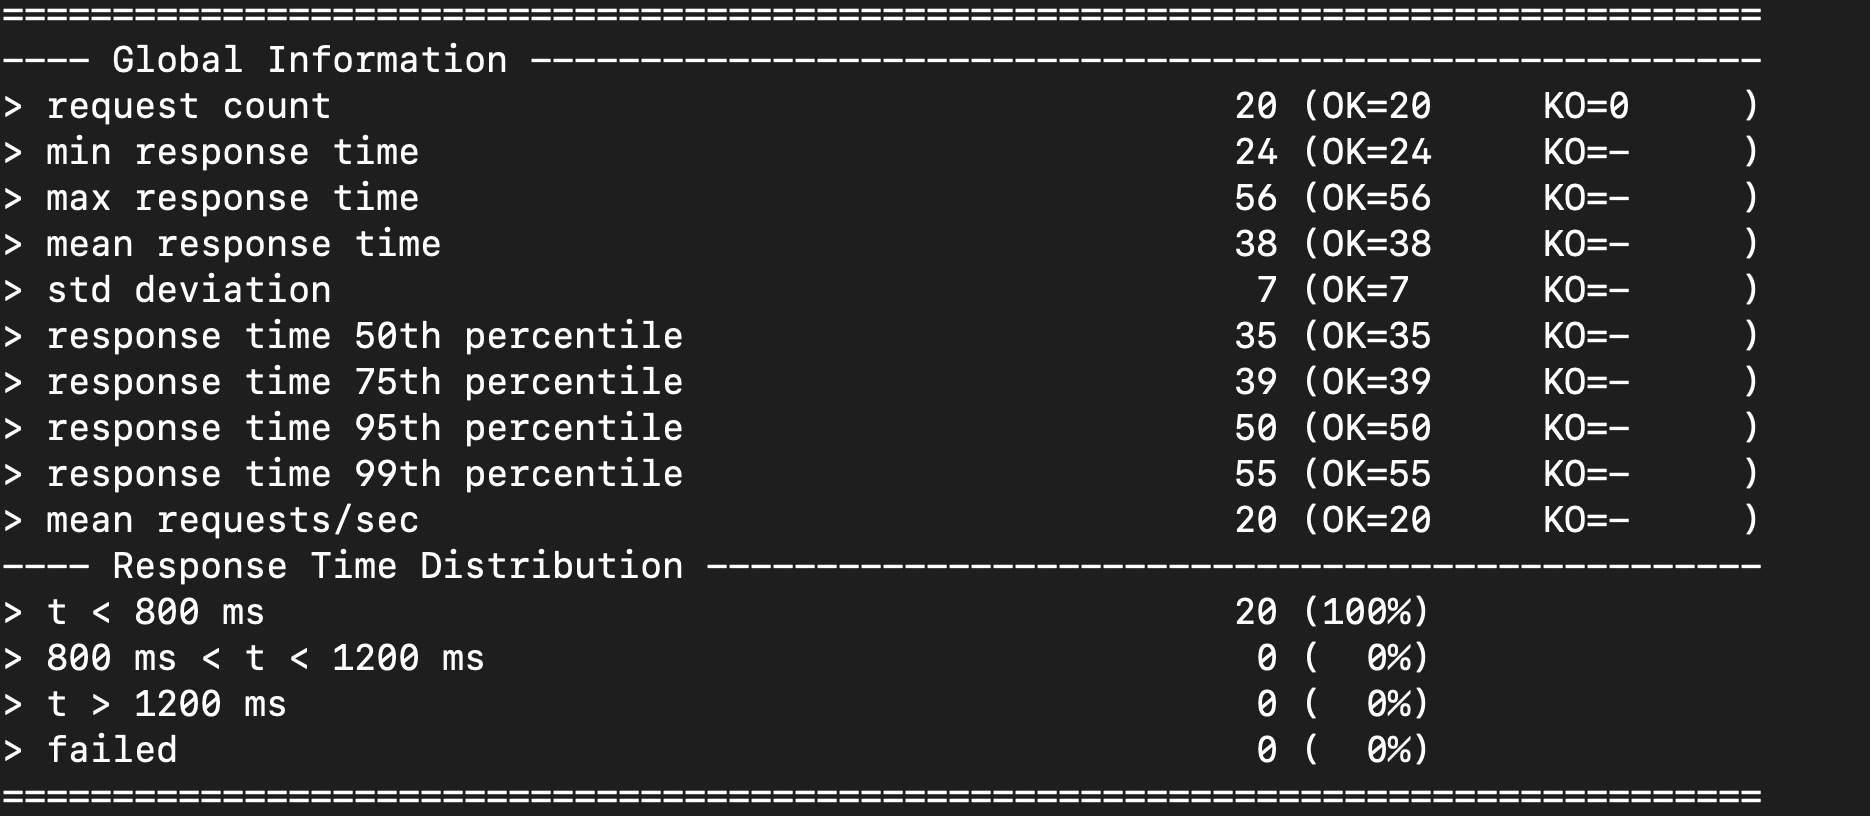 ================================================================================
---- Global Information --------------------------------------------------------
> request count                                         20 (OK=20     KO=0     )
> min response time                                     24 (OK=24     KO=-     )
> max response time                                     56 (OK=56     KO=-     )
> mean response time                                    38 (OK=38     KO=-     )
> std deviation                                          7 (OK=7      KO=-     )
> response time 50th percentile                         35 (OK=35     KO=-     )
> response time 75th percentile                         39 (OK=39     KO=-     )
> response time 95th percentile                         50 (OK=50     KO=-     )
> response time 99th percentile                         55 (OK=55     KO=-     )
> mean requests/sec                                     20 (OK=20     KO=-     )
---- Response Time Distribution ------------------------------------------------
> t < 800 ms                                            20 (100%)
> 800 ms < t < 1200 ms                                   0 (  0%)
> t > 1200 ms                                            0 (  0%)
> failed                                                 0 (  0%)
================================================================================